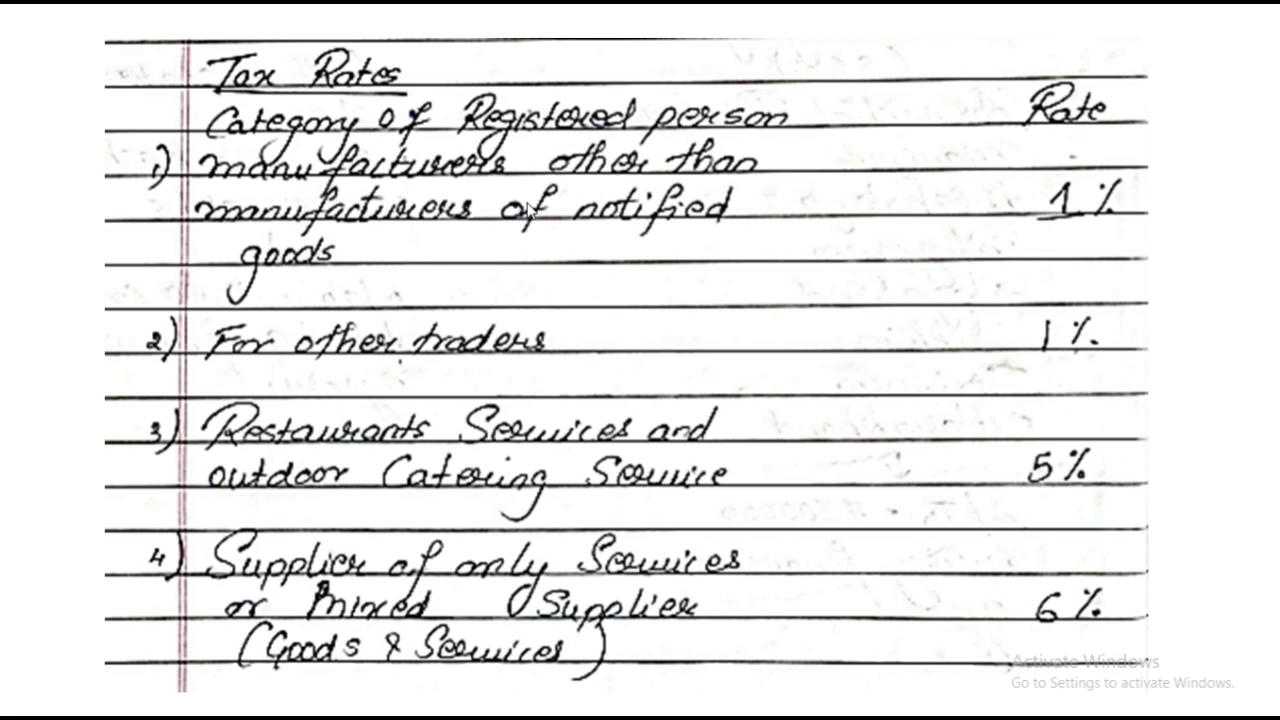 Tax Rates
Category Of Registered person Rate
1) manufacturers other than
manufacturers of notified 1%
goods
2) For other traders 1%
3) Restaurants Services and
outdoor Catering Service 5%
4) Supplier of only Services
or Mixed Supplier 6%
(Goods & Services)
Activate Windows
Go to Settings to activate Windows.